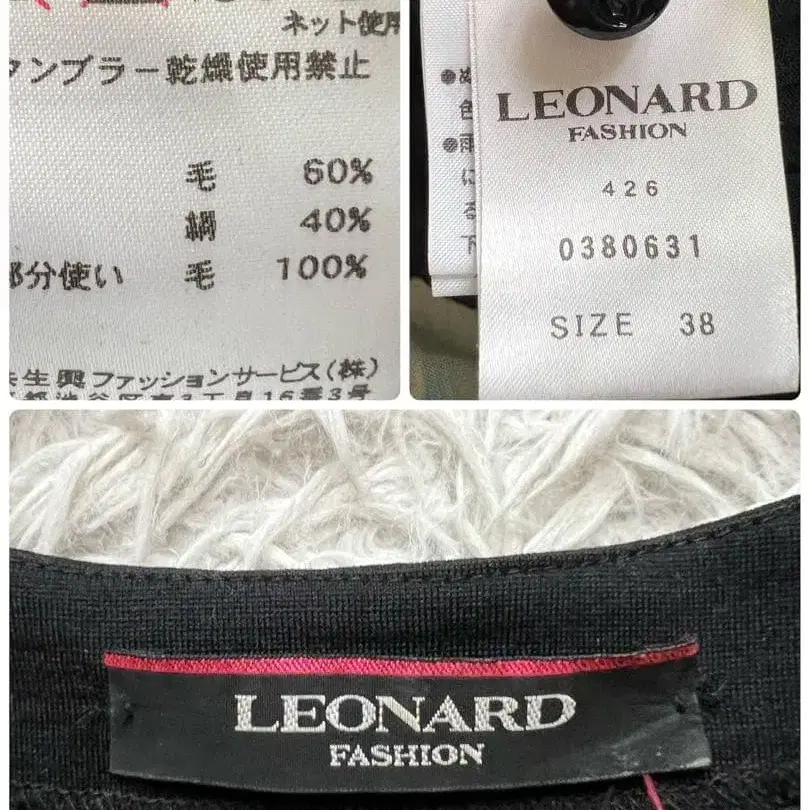 ネット使用
タンブラー乾燥使用禁止
毛 60%
絹 40%
部分使い 毛 100%
生興ファッションサービス(株)
LEONARD
FASHION
426
0380631
SIZE 38
LEONARD
FASHION